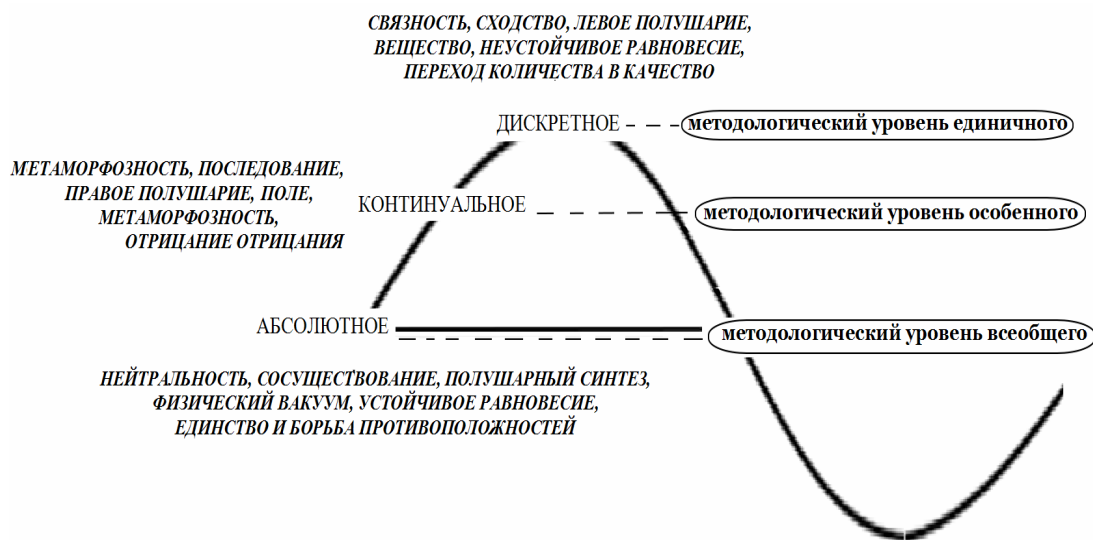 СВЯЗНОСТЬ, СХОДСТВО, ЛЕВОЕ ПОЛУШАРИЕ,
ВЕЩЕСТВО, НЕУСТОЙЧИВОЕ РАВНОВЕСИЕ,
ПЕРЕХОД КОЛИЧЕСТВА В КАЧЕСТВО
ДИСКРЕТНОЕ
методологический уровень единичного
МЕТАМОРФОЗНОСТЬ, ПОСЛЕДОВАНИЕ,
ПРАВОЕ ПОЛУШАРИЕ, ПОЛЕ,
МЕТАМОРФОЗНОСТЬ,
ОТРИЦАНИЕ ОТРИЦАНИЯ
КОНТИНУАЛЬНОЕ
методологический уровень особенного
АБСОЛЮТНОЕ
методологический уровень всеобщего
НЕЙТРАЛЬНОСТЬ, СОСУЩЕСТВОВАНИЕ, ПОЛУШАРНЫЙ СИНТЕЗ,
ФИЗИЧЕСКИЙ ВАКУУМ, УСТОЙЧИВОЕ РАВНОВЕСИЕ,
ЕДИНСТВО И БОРЬБА ПРОТИВОПОЛОЖНОСТЕЙ